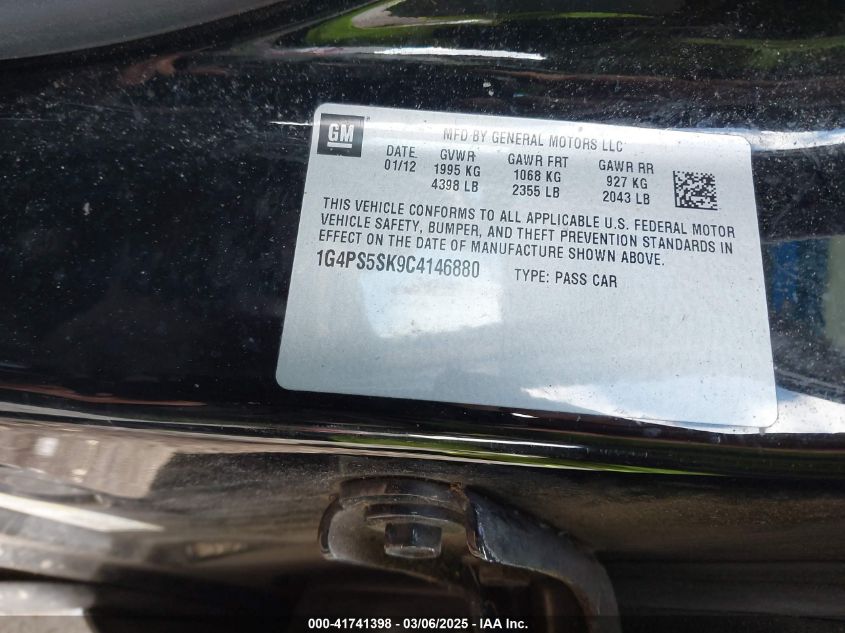 GM
MFD BY GENERAL MOTORS LLC
DATE GVWR GAWR FRT GAWR RR
01/12 1995 KG 1068 KG 927 KG
4398 LB 2355 LB 2043 LB
THIS VEHICLE CONFORMS TO ALL APPLICABLE U.S. FEDERAL MOTOR
VEHICLE SAFETY, BUMPER, AND THEFT PREVENTION STANDARDS IN
EFFECT ON THE DATE OF MANUFACTURE SHOWN ABOVE.
1G4PS5SK9C4146880 TYPE: PASS CAR
000-41741398 — 03/06/2025 — IAA Inc.